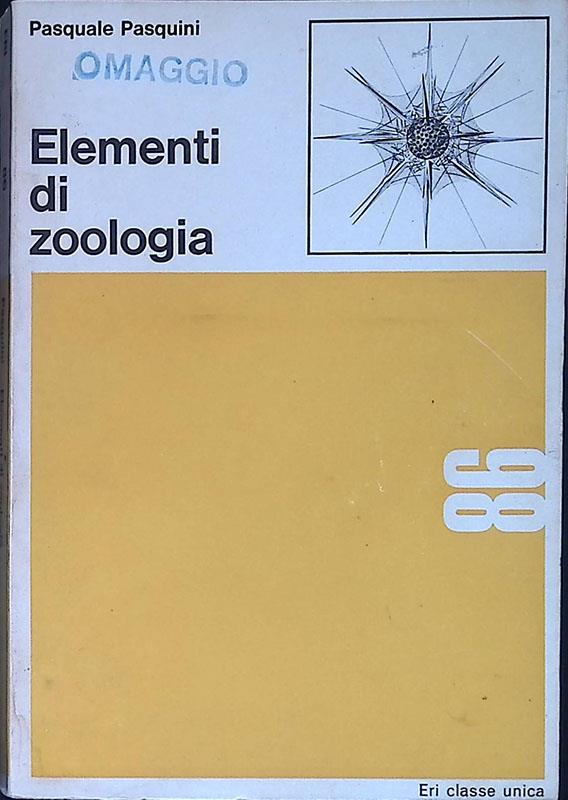 Pasquale Pasquini
OMAGGIO
Elementi
di
zoologia
86
Eri classe unica